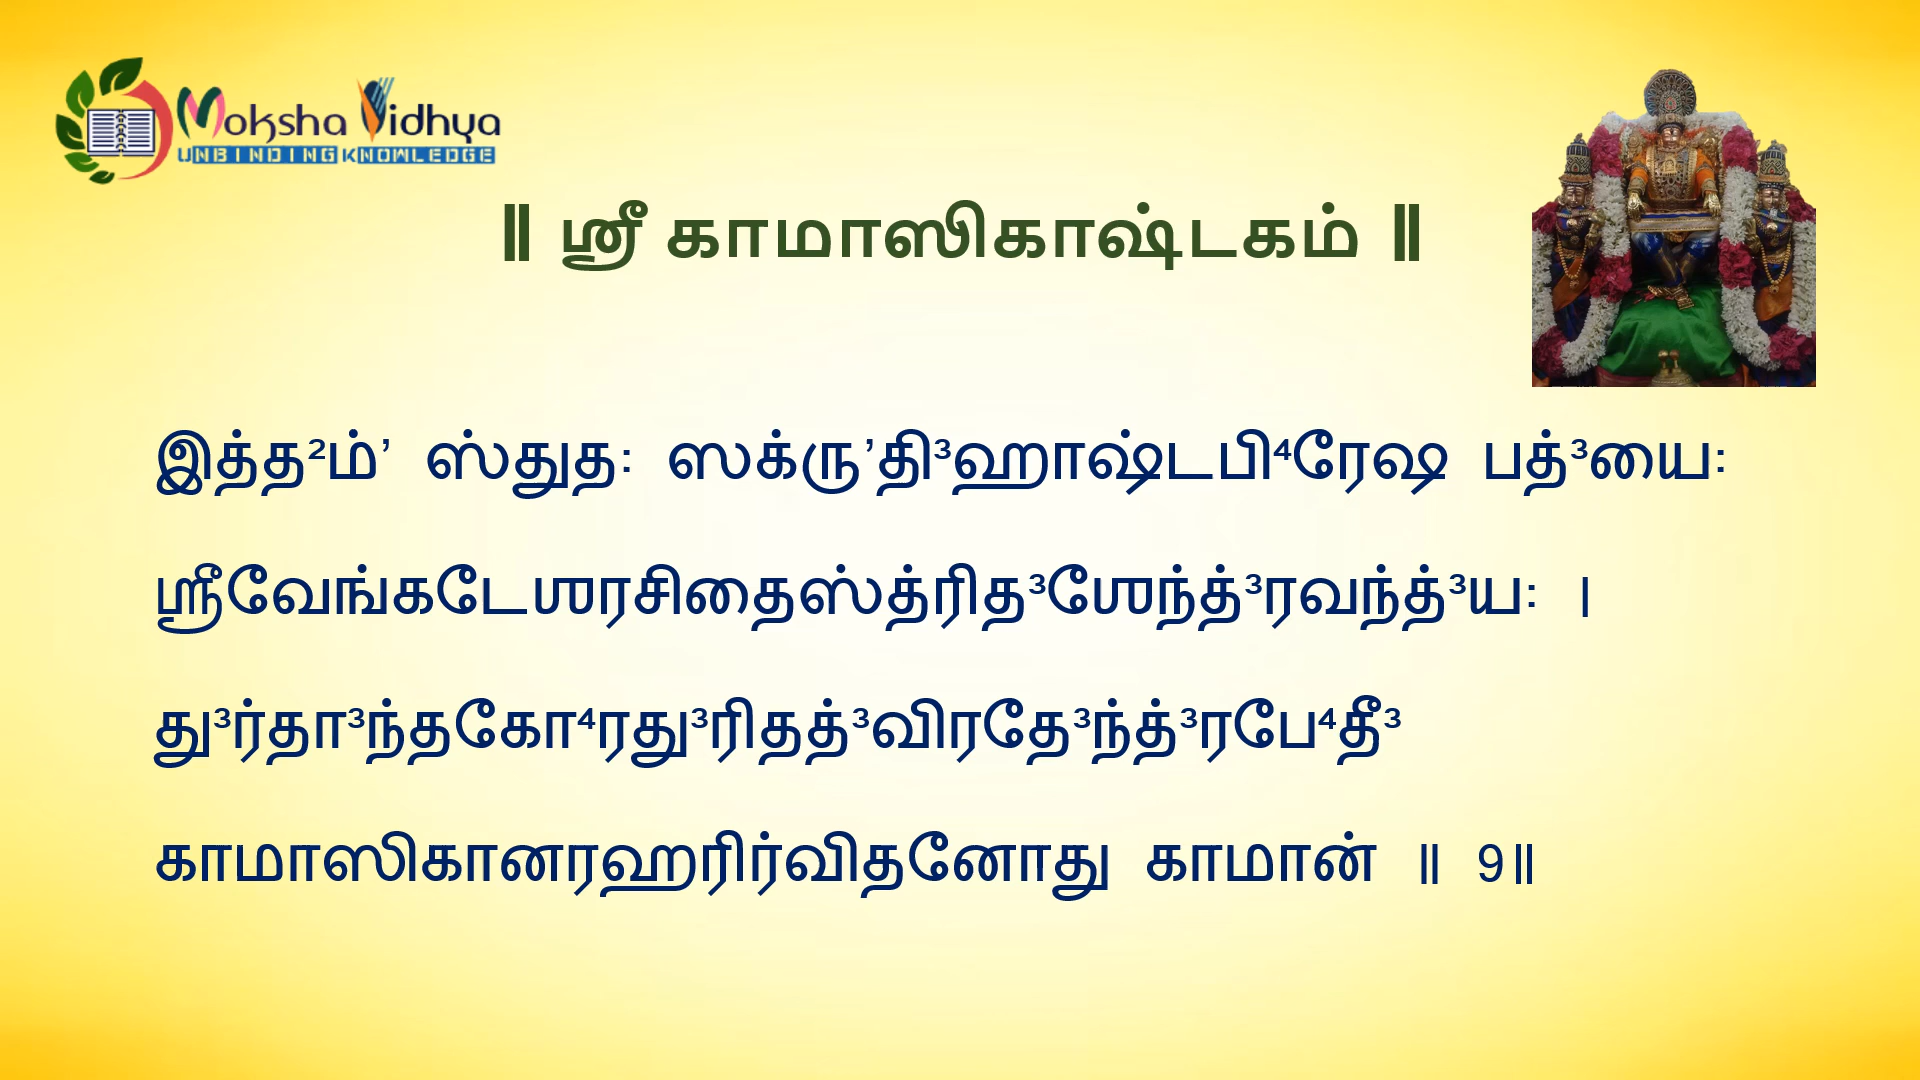 Moksha Vidhya
UNBINDING KNOWLEDGE
॥ ஶ்ரீ காமாஸிகாஷ்டகம் ॥
இத்த²ம்ʼ ஸ்துத꞉ ஸக்ருʼதி³ஹாஷ்டபி⁴ரேஷ பத்³யை꞉
ஶ்ரீவேங்கடேஶரசிதைஸ்த்ரித³ஶேந்த்³ரவந்த்³ய꞉ ।
து³ர்தா³ந்தகோ⁴ரது³ரிதத்³விரதே³ந்த்³ரபே⁴தீ³
காமாஸிகானரஹரிர்விதனோது காமான் ॥ 9॥